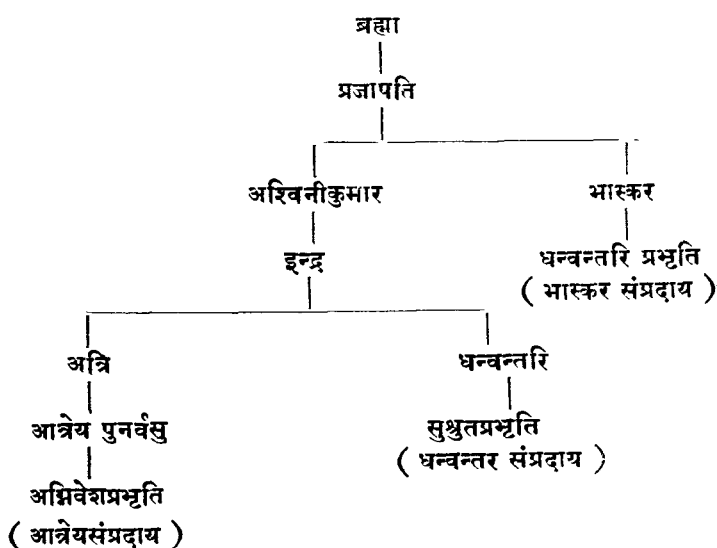 ब्रह्मा
प्रजापति
अश्विनीकुमार
भास्कर
इन्द्र
धन्वन्तरि प्रभृति
( भास्कर संप्रदाय )
अत्रि
धन्वन्तरि
आत्रेय पुनर्वसु
सुश्रुतप्रभृति
( धन्वन्तर संप्रदाय )
अग्निवेशप्रभृति
( आत्रेयसंप्रदाय )